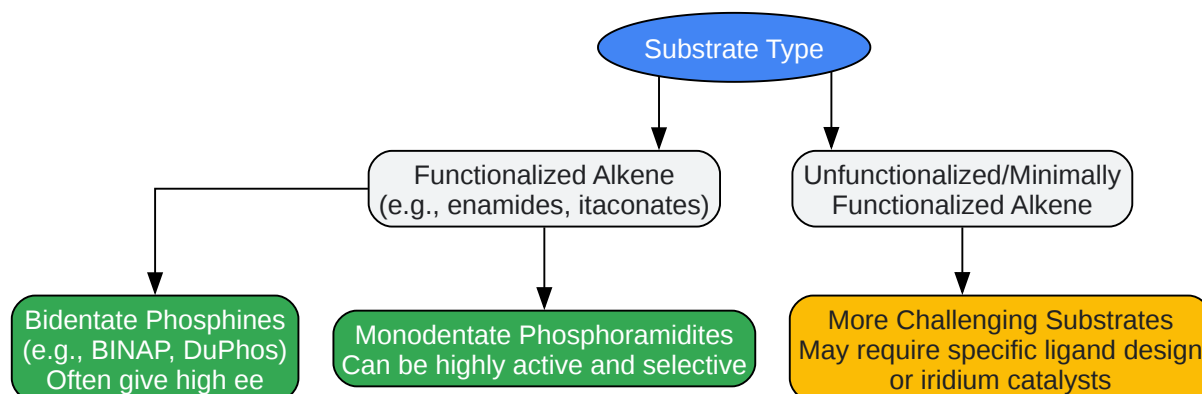 Substrate Type
Functionalized Alkene
(e.g., enamides, itaconates)
Unfunctionalized/Minimally
Functionalized Alkene
Bidentate Phosphines
(e.g., BINAP, DuPhos)
Often give high ee
Monodentate Phosphoramidites
Can be highly active and selective
More Challenging Substrates
May require specific ligand design
or iridium catalysts